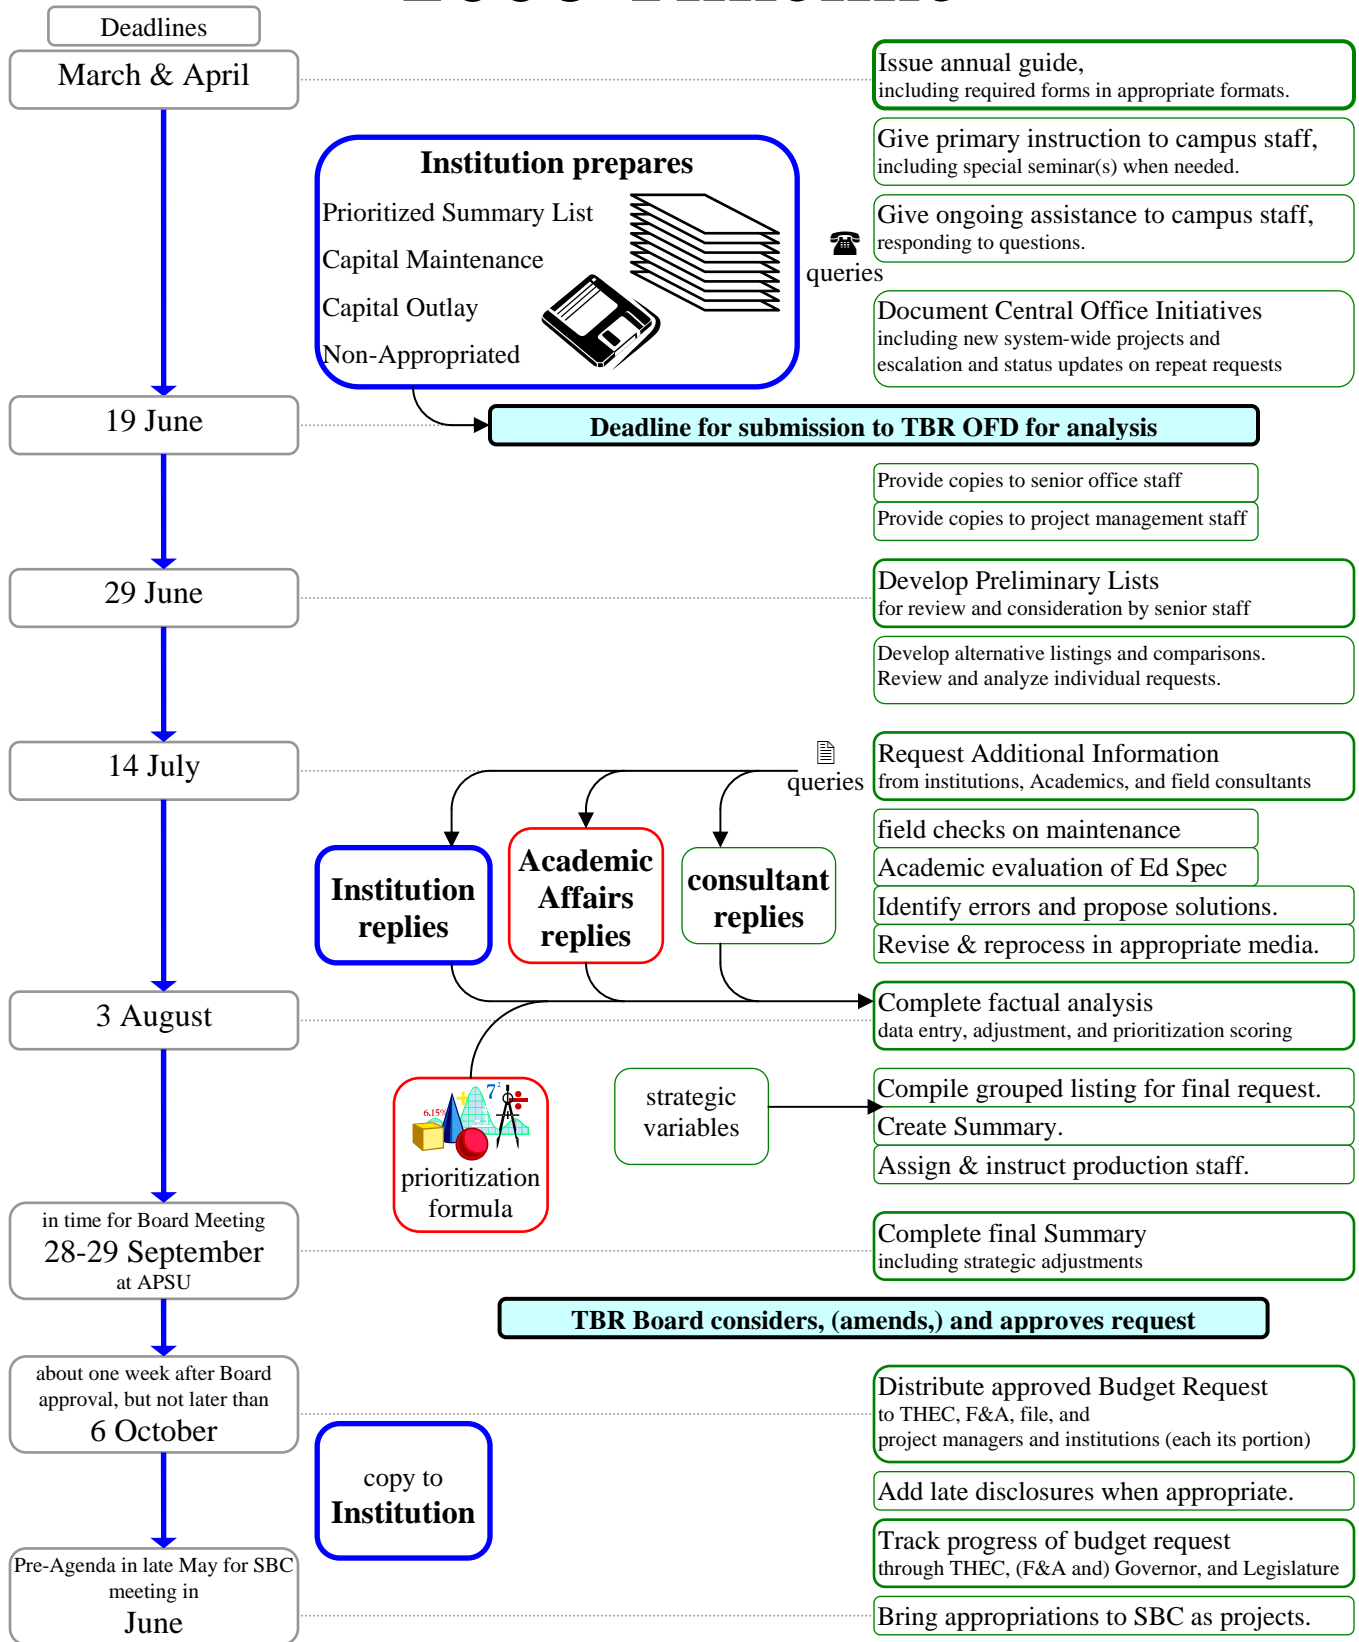 Deadlines
March & April
Issue annual guide,
including required forms in appropriate formats.
Give primary instruction to campus staff,
including special seminar(s) when needed.
Institution prepares
Prioritized Summary List
Capital Maintenance
Capital Outlay
Non-Appropriated
queries
Give ongoing assistance to campus staff,
responding to questions.
Document Central Office Initiatives
including new system-wide projects and
escalation and status updates on repeat requests
19 June
Deadline for submission to TBR OFD for analysis
Provide copies to senior office staff
Provide copies to project management staff
29 June
Develop Preliminary Lists
for review and consideration by senior staff
Develop alternative listings and comparisons.
Review and analyze individual requests.
14 July
queries
Request Additional Information
from institutions, Academics, and field consultants
Institution
replies
Academic
Affairs
replies
consultant
replies
field checks on maintenance
Academic evaluation of Ed Spec
Identify errors and propose solutions.
Revise & reprocess in appropriate media.
3 August
Complete factual analysis
data entry, adjustment, and prioritization scoring
6.15%
7²
prioritization
formula
strategic
variables
Compile grouped listing for final request.
Create Summary.
Assign & instruct production staff.
in time for Board Meeting
28-29 September
at APSU
Complete final Summary
including strategic adjustments
TBR Board considers, (amends,) and approves request
about one week after Board
approval, but not later than
6 October
Distribute approved Budget Request
to THEC, F&A, file, and
project managers and institutions (each its portion)
copy to
Institution
Add late disclosures when appropriate.
Track progress of budget request
through THEC, (F&A and) Governor, and Legislature
Pre-Agenda in late May for SBC
meeting in
June
Bring appropriations to SBC as projects.